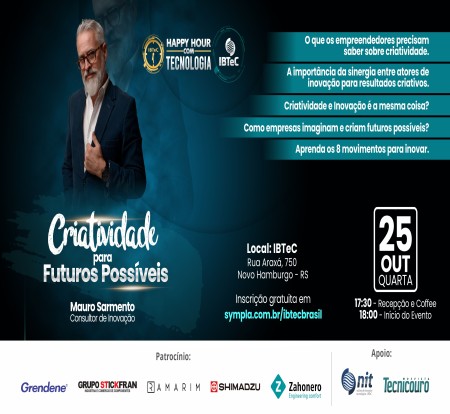 HAPPY HOUR
COM
TECNOLOGIA
IBTeC
O que os empreendedores precisam
saber sobre criatividade.
A importância da sinergia entre atores de
inovação para resultados criativos.
Criatividade e Inovação é a mesma coisa?
Como empresas imaginam e criam futuros possíveis?
Aprenda os 8 movimentos para inovar.
Criatividade
para
Futuros Possíveis
Mauro Sarmento
Consultor de Inovação
Local: IBTeC
Rua Araxá, 750
Novo Hamburgo - RS
Inscrição gratuita em
sympla.com.br/ibtecbrasil
25
OUT
QUARTA
17:30 - Recepção e Coffee
18:00 - Início do Evento
Patrocínio:
Apoio:
Grendene
GRUPO STICKFRAN
RAMARIM
SHIMADZU
Zahonero
Engineering comfort
nit
Tecnicouro